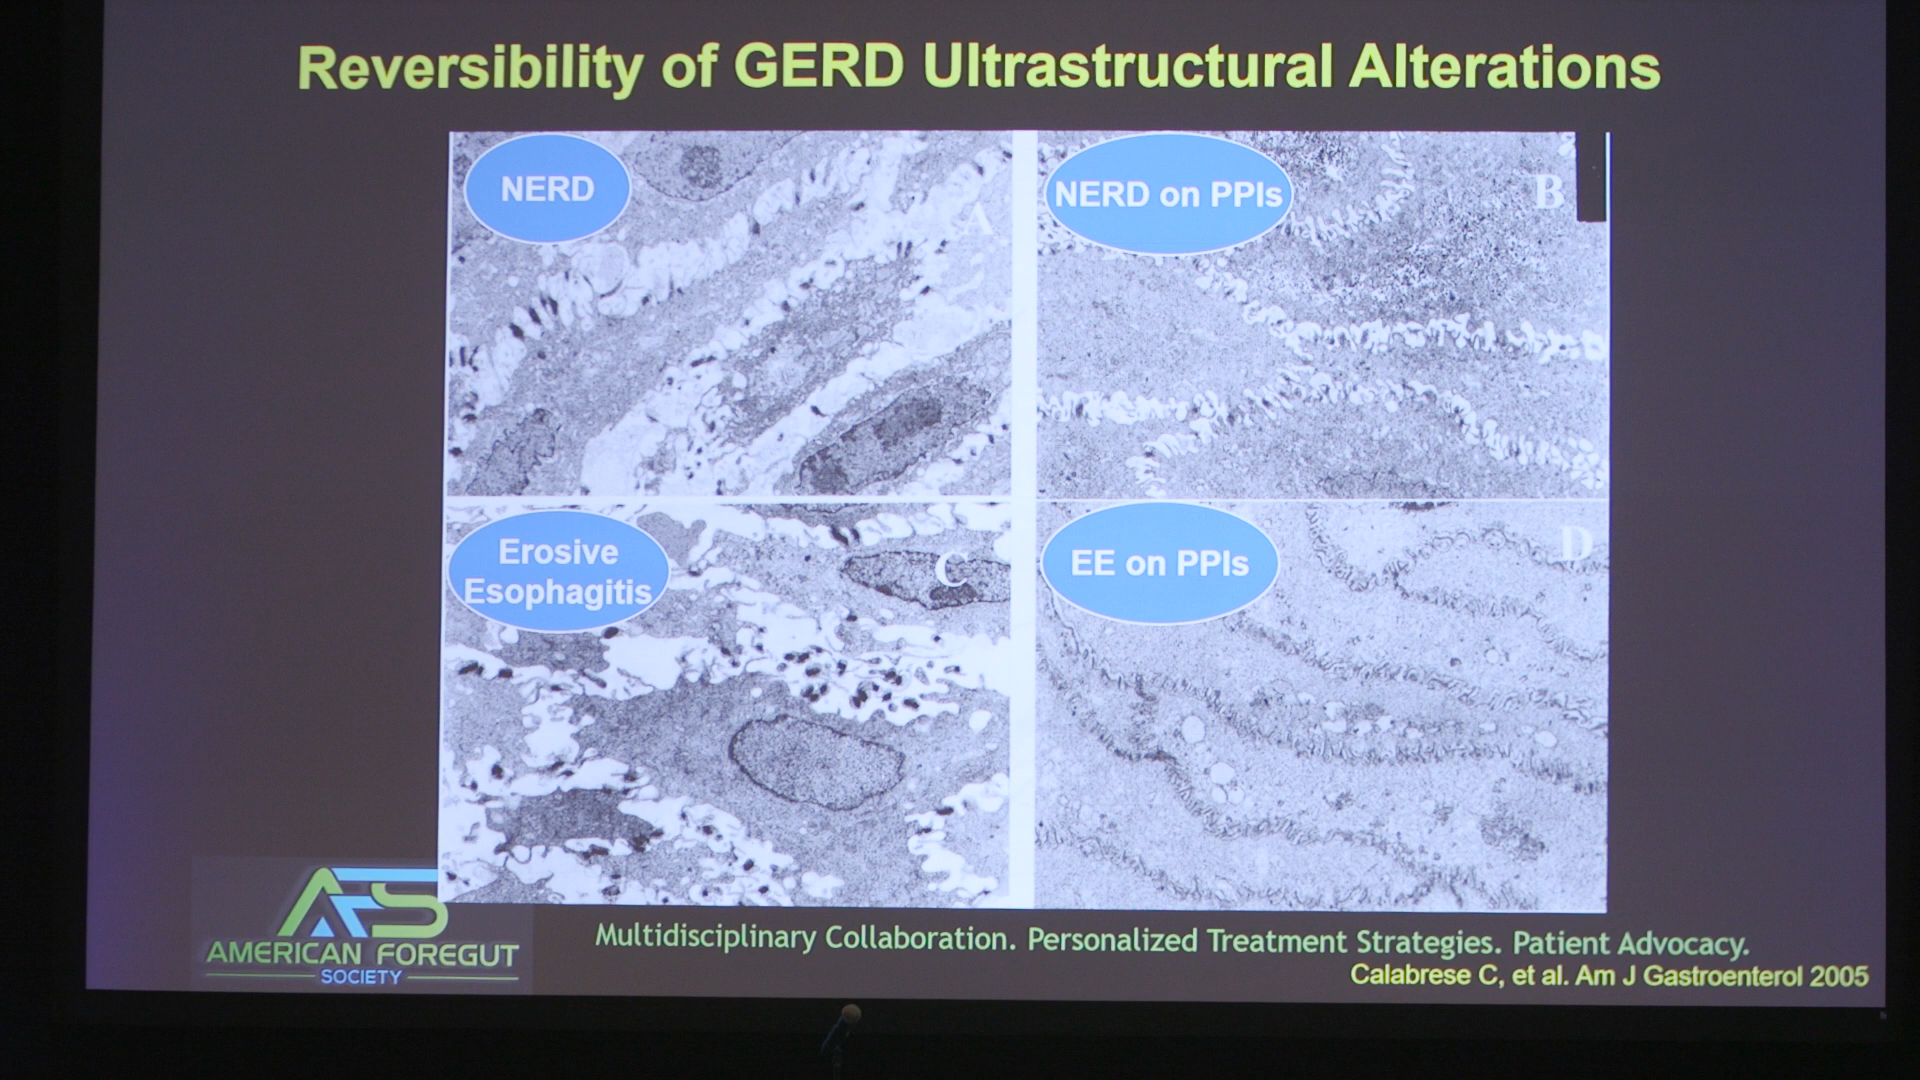 Reversibility of GERD Ultrastructural Alterations
NERD
A
NERD on PPIs
B
Erosive
Esophagitis
C
EE on PPIs
D
AFS
AMERICAN FOREGUT
SOCIETY
Multidisciplinary Collaboration. Personalized Treatment Strategies. Patient Advocacy.
Calabrese C, et al. Am J Gastroenterol 2005